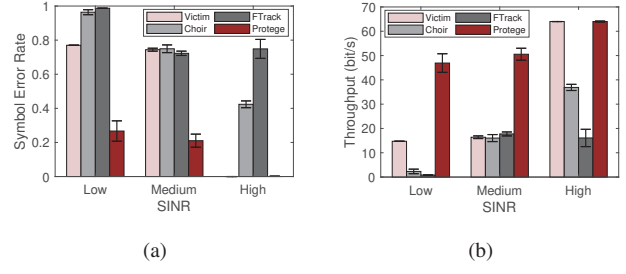 Victim FTrack
Choir Protege
Symbol Error Rate
1
0.8
0.6
0.4
0.2
0
Low Medium High
SINR
(a)
Victim FTrack
Choir Protege
Throughput (bit/s)
70
60
50
40
30
20
10
0
Low Medium High
SINR
(b)